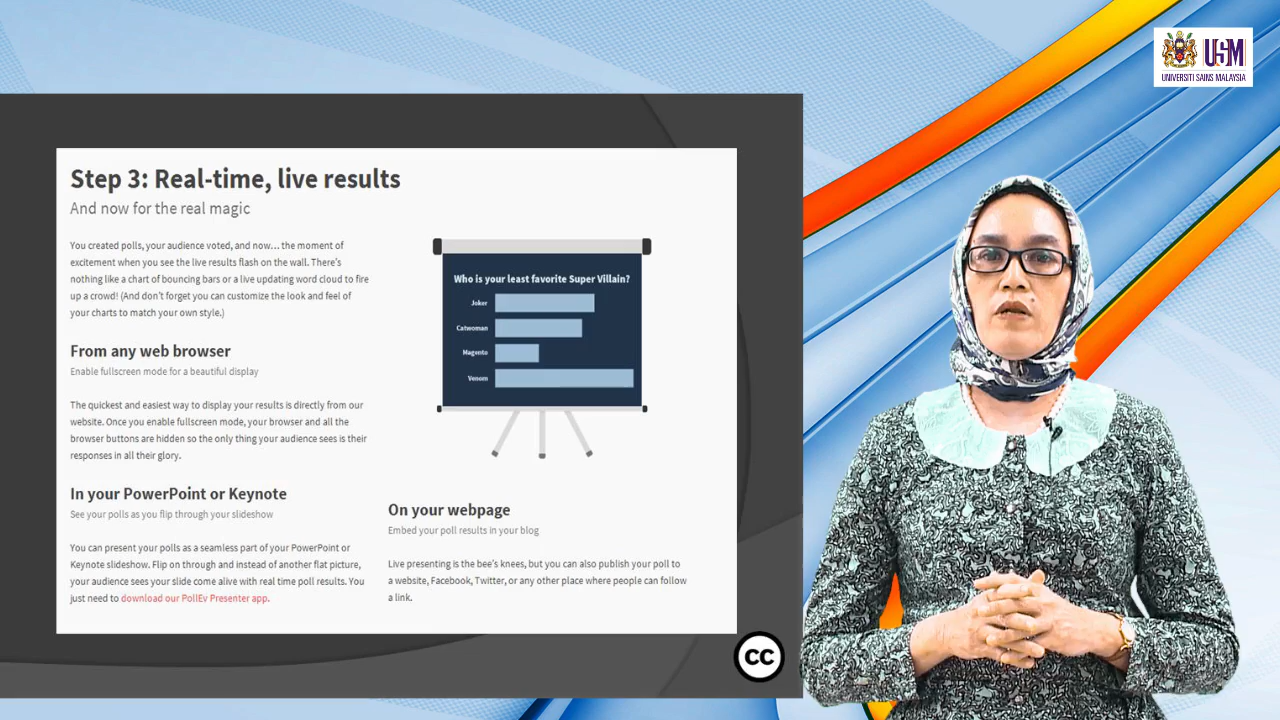 USM
UNIVERSITI SAINS MALAYSIA
Step 3: Real-time, live results
And now for the real magic
You created polls, your audience voted, and now... the moment of
excitement when you see the live results flash on the wall. There's
nothing like a chart of bouncing bars or a live updating word cloud to fire
up a crowd! (And don't forget you can customize the look and feel of
your charts to match your own style.)
From any web browser
Enable fullscreen mode for a beautiful display
The quickest and easiest way to display your results is directly from our
website. Once you enable fullscreen mode, your browser and all the
browser buttons are hidden so the only thing your audience sees is their
responses in all their glory.
In your PowerPoint or Keynote
See your polls as you flip through your slideshow
You can present your polls as a seamless part of your PowerPoint or
Keynote slideshow. Flip on through and instead of another flat picture,
your audience sees your slide come alive with real time poll results. You
just need to download our PollEv Presenter app.
Who is your least favorite Super Villain?
Joker
Catwoman
Magento
Venom
On your webpage
Embed your poll results in your blog
Live presenting is the bee's knees, but you can also publish your poll to
a website, Facebook, Twitter, or any other place where people can follow
a link.
cc